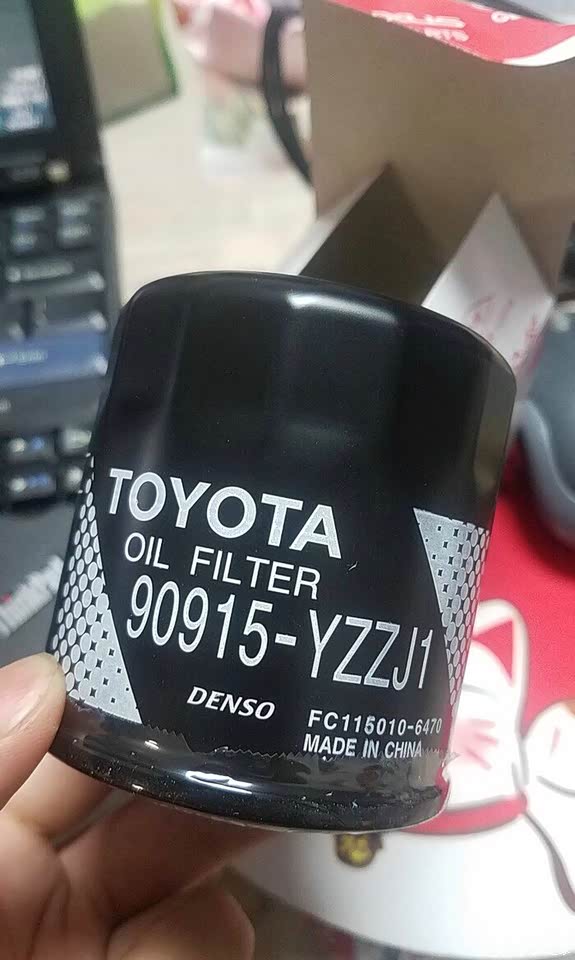 TOYOTA
OIL FILTER
90915-YZZJ1
DENSO
FC115010-6470
MADE IN CHINA